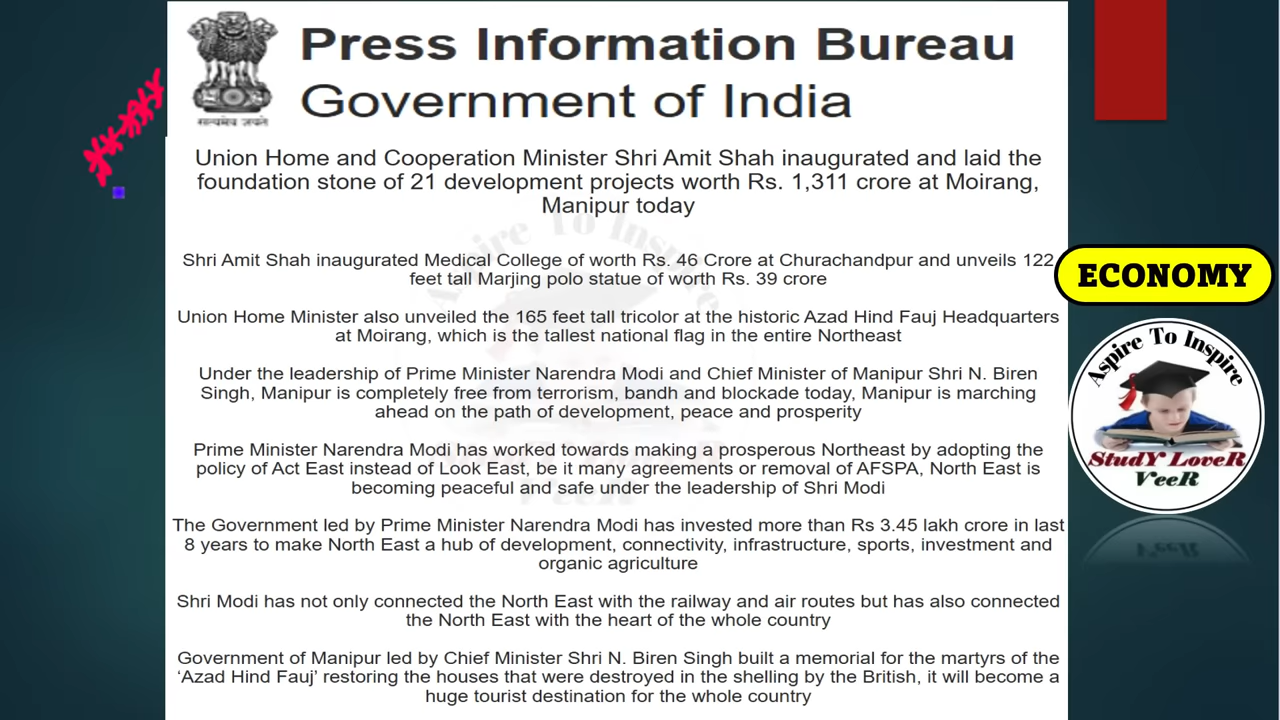 Press Information Bureau
Government of India
सत्यमेव जयते
Union Home and Cooperation Minister Shri Amit Shah inaugurated and laid the
foundation stone of 21 development projects worth Rs. 1,311 crore at Moirang,
Manipur today
Shri Amit Shah inaugurated Medical College of worth Rs. 46 Crore at Churachandpur and unveils 122
feet tall Marjing polo statue of worth Rs. 39 crore
Union Home Minister also unveiled the 165 feet tall tricolor at the historic Azad Hind Fauj Headquarters
at Moirang, which is the tallest national flag in the entire Northeast
Under the leadership of Prime Minister Narendra Modi and Chief Minister of Manipur Shri N. Biren
Singh, Manipur is completely free from terrorism, bandh and blockade today, Manipur is marching
ahead on the path of development, peace and prosperity
Prime Minister Narendra Modi has worked towards making a prosperous Northeast by adopting the
policy of Act East instead of Look East, be it many agreements or removal of AFSPA, North East is
becoming peaceful and safe under the leadership of Shri Modi
The Government led by Prime Minister Narendra Modi has invested more than Rs 3.45 lakh crore in last
8 years to make North East a hub of development, connectivity, infrastructure, sports, investment and
organic agriculture
Shri Modi has not only connected the North East with the railway and air routes but has also connected
the North East with the heart of the whole country
Government of Manipur led by Chief Minister Shri N. Biren Singh built a memorial for the martyrs of the
‘Azad Hind Fauj’ restoring the houses that were destroyed in the shelling by the British, it will become a
huge tourist destination for the whole country
ECONOMY
Aspire To Inspire
StudY LoveR
VeeR